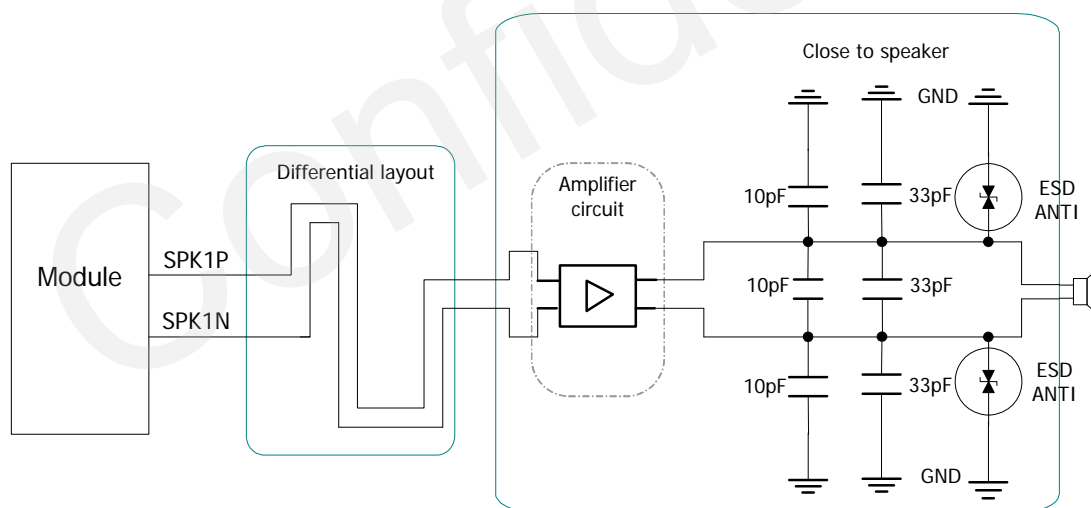 Close to speaker
GND
Differential layout
Amplifier
circuit
10pF
33pF
ESD
ANTI
Module
SPK1P
SPK1N
10pF
33pF
10pF
33pF
ESD
ANTI
GND
Confide